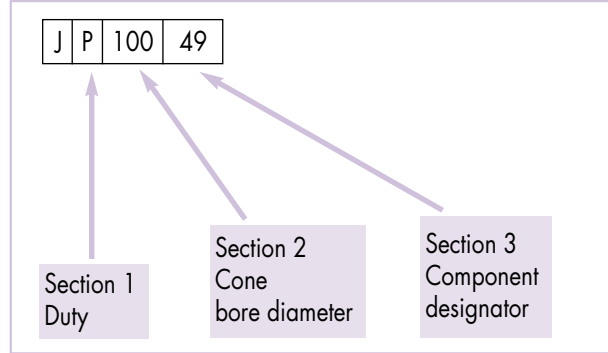 J P 100 49
Section 1
Duty
Section 2
Cone
bore diameter
Section 3
Component
designator